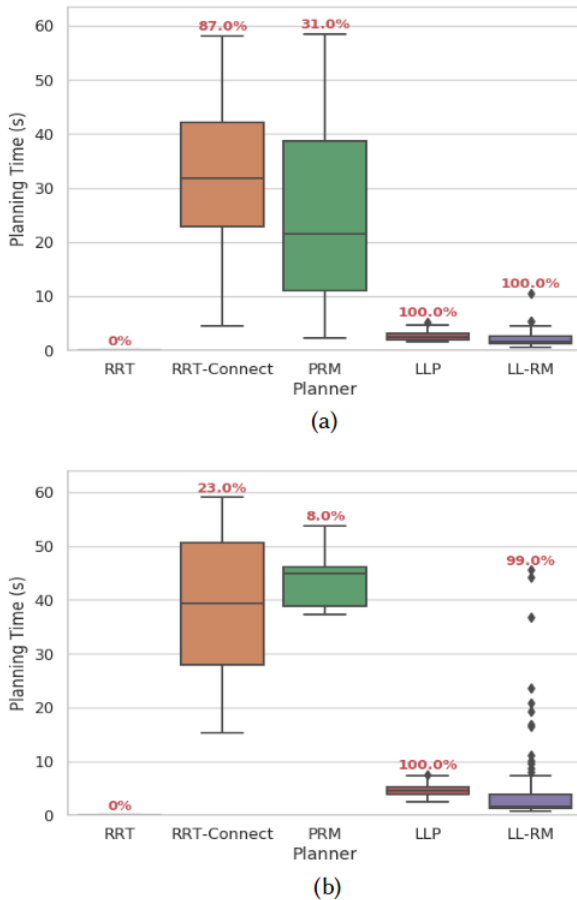 60
50
40
30
20
10
0
Planning Time (s)
0%
87.0%
31.0%
100.0%
100.0%
RRT
RRT-Connect
PRM
LLP
LL-RM
Planner
(a)
60
50
40
30
20
10
0
Planning Time (s)
0%
23.0%
8.0%
100.0%
99.0%
RRT
RRT-Connect
PRM
LLP
LL-RM
Planner
(b)